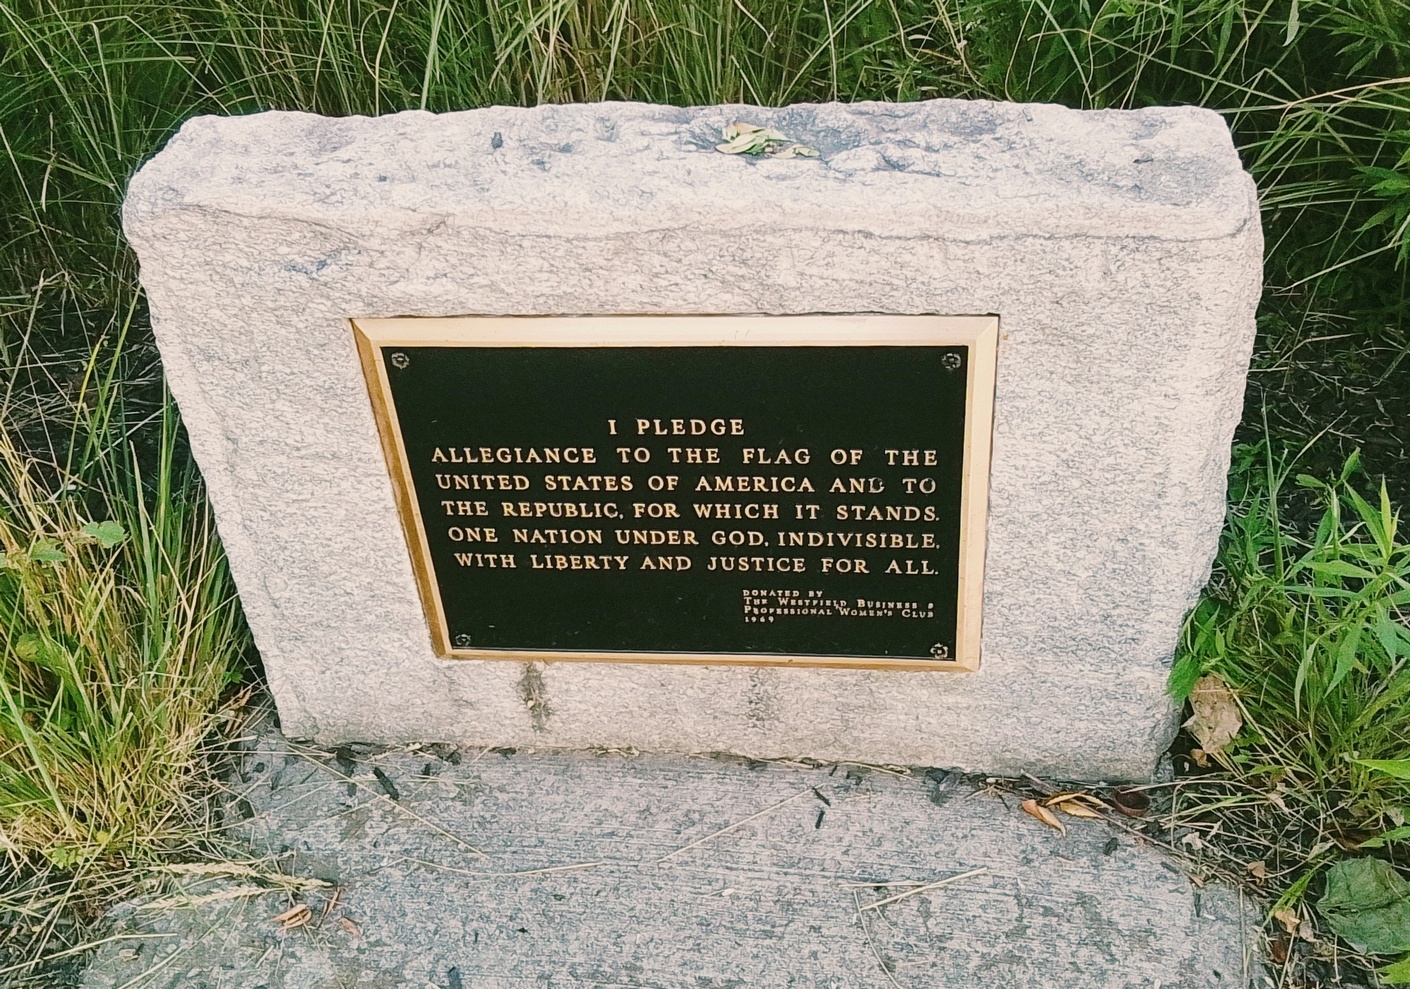 I PLEDGE
ALLEGIANCE TO THE FLAG OF THE
UNITED STATES OF AMERICA AND TO
THE REPUBLIC, FOR WHICH IT STANDS.
ONE NATION UNDER GOD, INDIVISIBLE,
WITH LIBERTY AND JUSTICE FOR ALL.
DONATED BY
THE WESTFIELD BUSINESS &
PROFESSIONAL WOMEN'S CLUB
1969